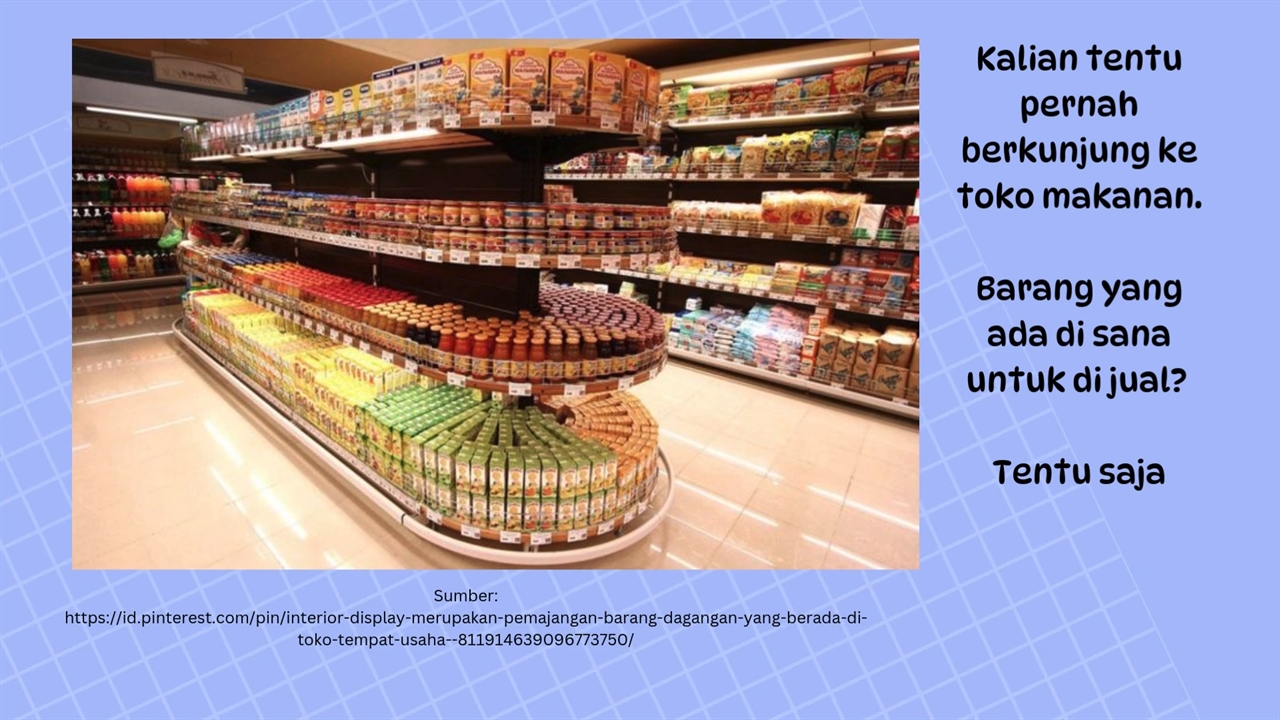 Kalian tentu
pernah
berkunjung ke
toko makanan.
Barang yang
ada di sana
untuk di jual?
Tentu saja
Sumber:
https://id.pinterest.com/pin/interior-display-merupakan-pemajangan-barang-dagangan-yang-berada-di-
toko-tempat-usaha--811914639096773750/